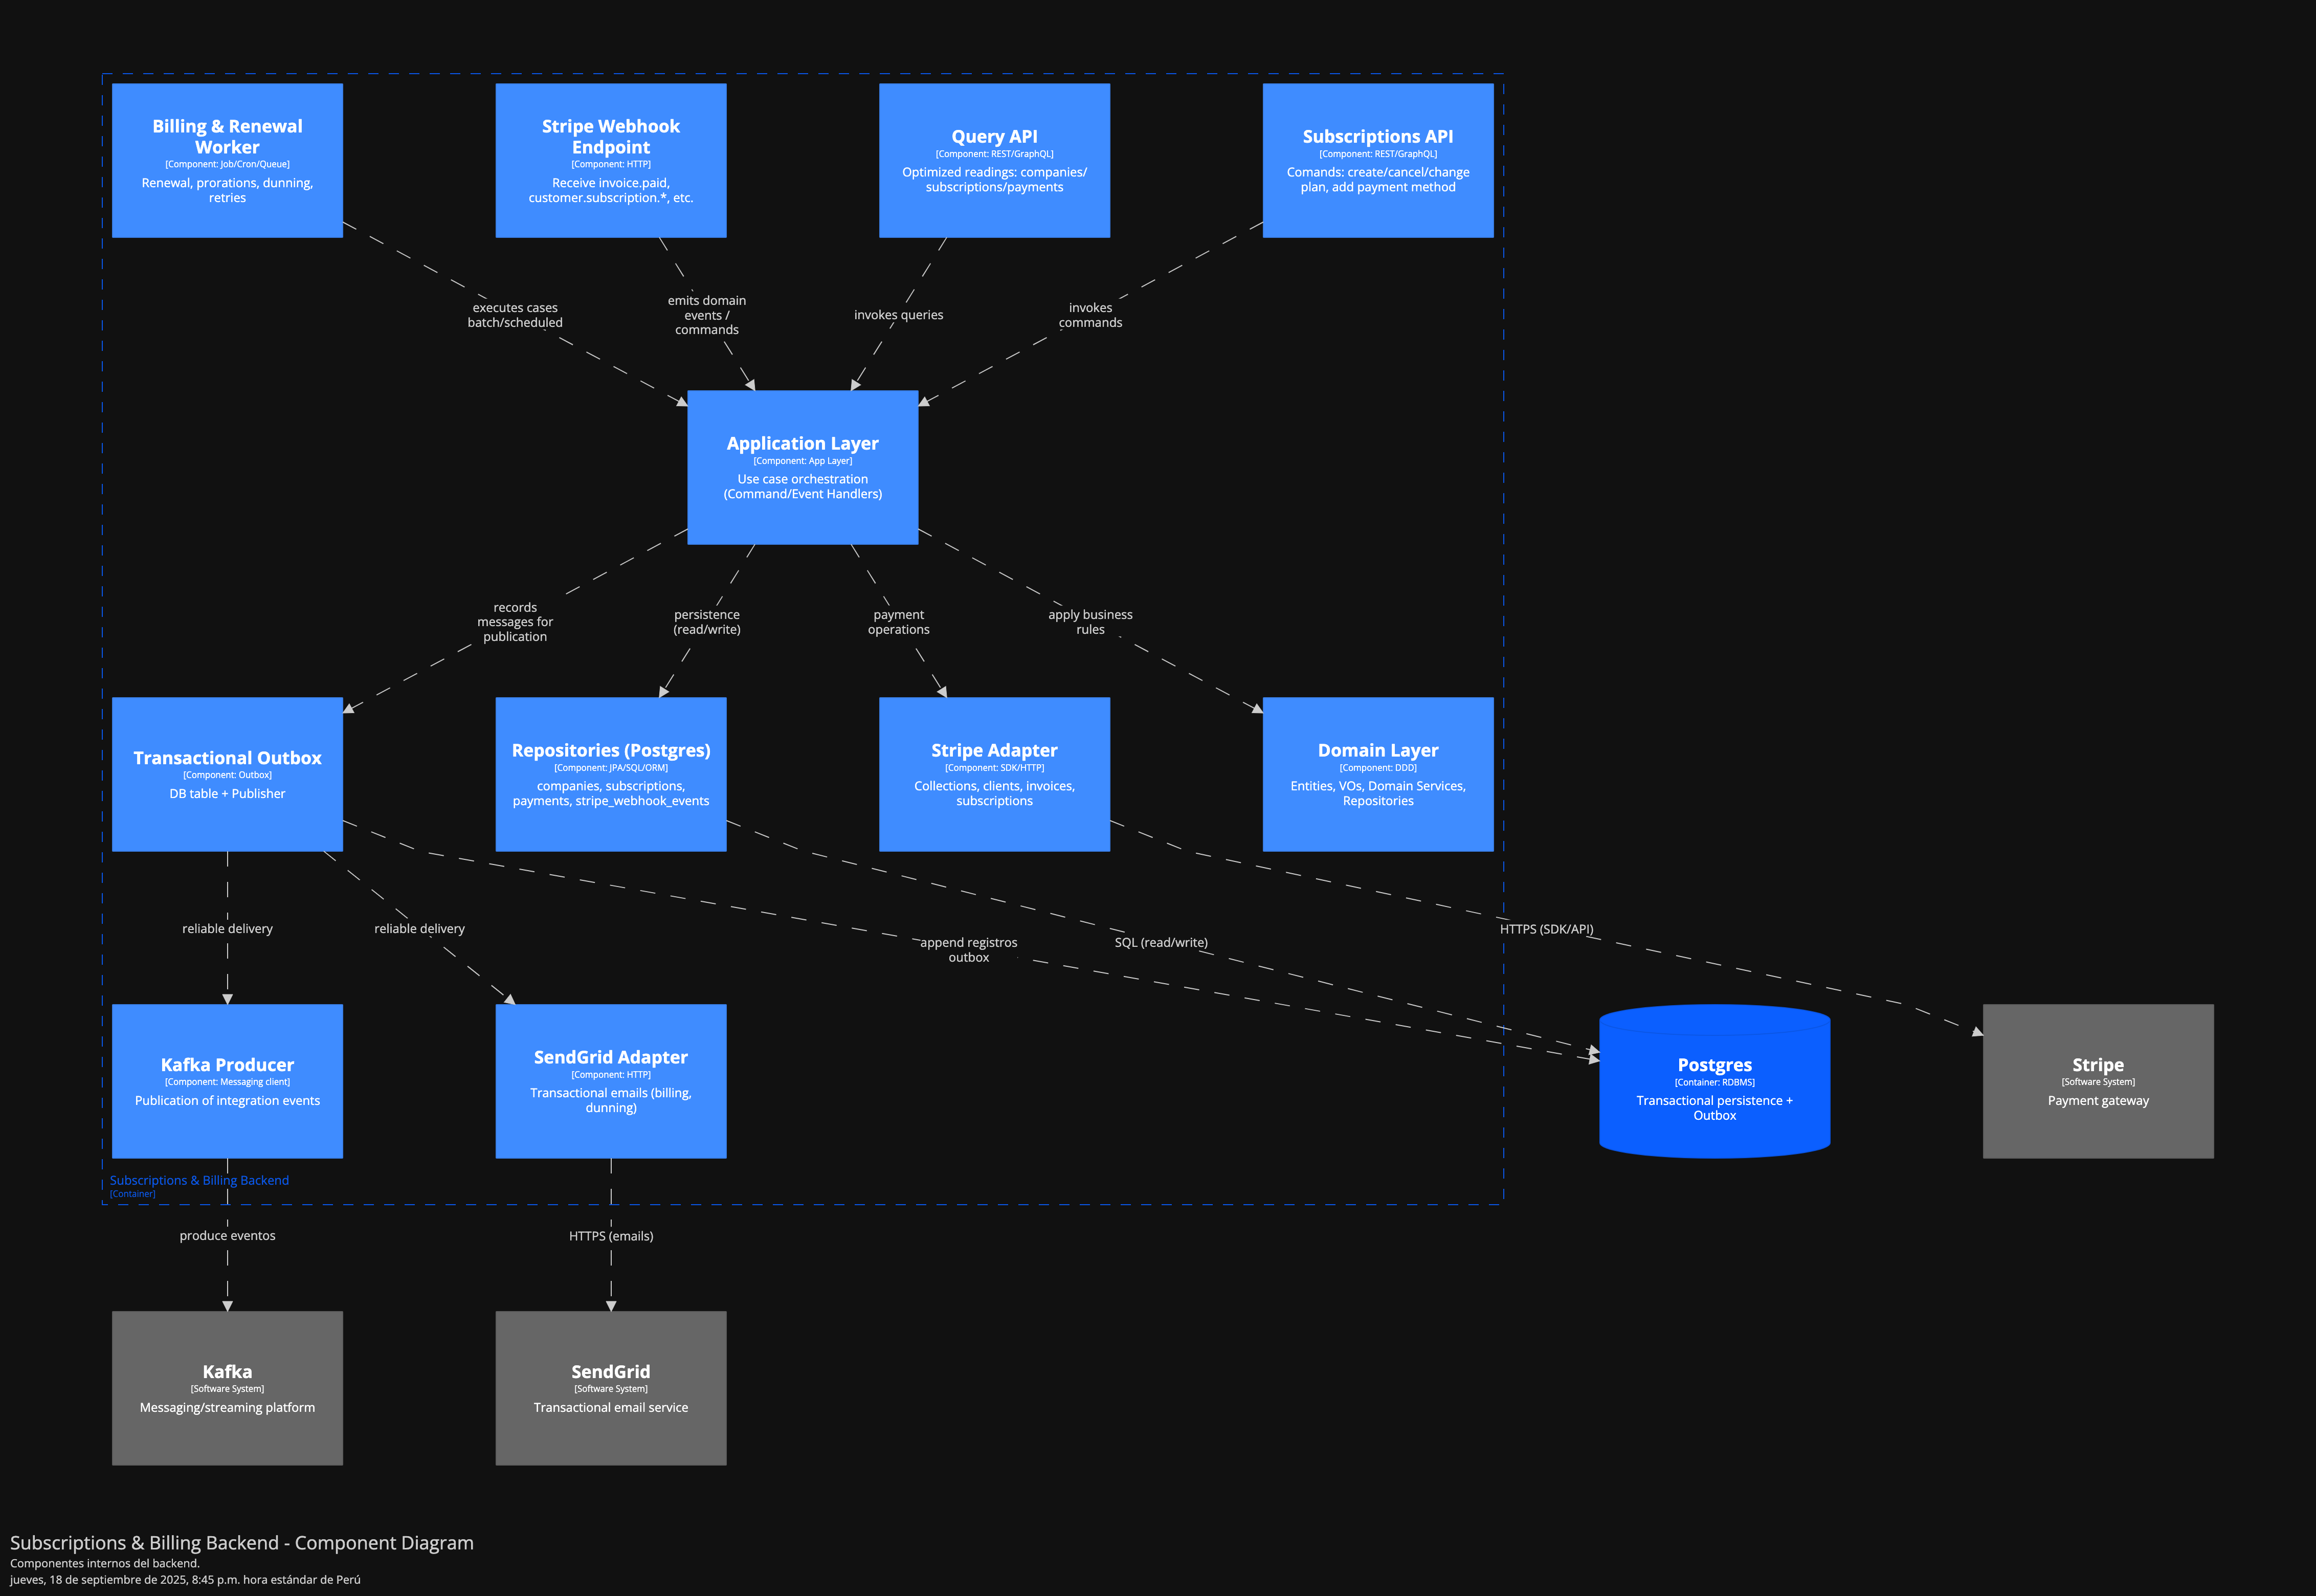 Billing & Renewal
Worker
[Component: Job/Cron/Queue]
Renewal, prorations, dunning,
retries
Stripe Webhook
Endpoint
[Component: HTTP]
Receive invoice.paid,
customer.subscription.*, etc.
Query API
[Component: REST/GraphQL]
Optimized readings: companies/
subscriptions/payments
Subscriptions API
[Component: REST/GraphQL]
Comands: create/cancel/change
plan, add payment method
executes cases
batch/scheduled
emits domain
events /
commands
invokes queries
invokes
commands
Application Layer
[Component: App Layer]
Use case orchestration
(Command/Event Handlers)
records
messages for
publication
persistence
(read/write)
payment
operations
apply business
rules
Transactional Outbox
[Component: Outbox]
DB table + Publisher
Repositories (Postgres)
[Component: JPA/SQL/ORM]
companies, subscriptions,
payments, stripe_webhook_events
Stripe Adapter
[Component: SDK/HTTP]
Collections, clients, invoices,
subscriptions
Domain Layer
[Component: DDD]
Entities, VOs, Domain Services,
Repositories
reliable delivery
reliable delivery
append registros
outbox
SQL (read/write)
HTTPS (SDK/API)
Kafka Producer
[Component: Messaging client]
Publication of integration events
SendGrid Adapter
[Component: HTTP]
Transactional emails (billing,
dunning)
Postgres
[Container: RDBMS]
Transactional persistence +
Outbox
Stripe
[Software System]
Payment gateway
Subscriptions & Billing Backend
[Container]
produce eventos
HTTPS (emails)
Kafka
[Software System]
Messaging/streaming platform
SendGrid
[Software System]
Transactional email service
Subscriptions & Billing Backend - Component Diagram
Componentes internos del backend.
jueves, 18 de septiembre de 2025, 8:45 p.m. hora estándar de Perú